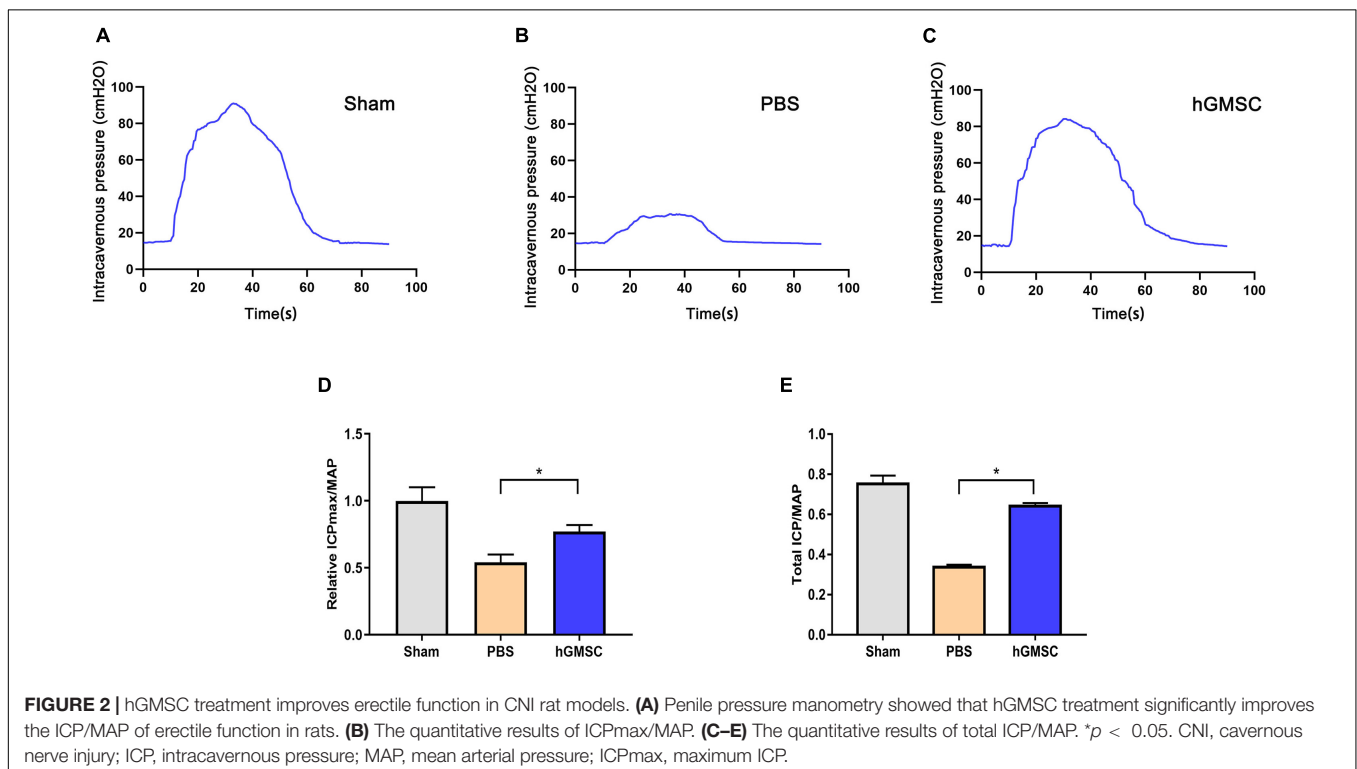 A
B
C
Intracavernous pressure (cmH2O)
100
80
60
40
20
0
Sham
0 20 40 60 80 100
Time(s)
Intracavernous pressure (cmH2O)
100
80
60
40
20
0
PBS
0 20 40 60 80 100
Time(s)
Intracavernous pressure (cmH2O)
100
80
60
40
20
0
hGMSC
0 20 40 60 80 100
Time(s)
D
E
Relative ICPmax/MAP
1.5
1.0
0.5
0.0
*
Sham PBS hGMSC
Total ICP/MAP
1.0
0.8
0.6
0.4
0.2
0.0
*
Sham PBS hGMSC
FIGURE 2 | hGMSC treatment improves erectile function in CNI rat models. (A) Penile pressure manometry showed that hGMSC treatment significantly improves
the ICP/MAP of erectile function in rats. (B) The quantitative results of ICPmax/MAP. (C–E) The quantitative results of total ICP/MAP. *p < 0.05. CNI, cavernous
nerve injury; ICP, intracavernous pressure; MAP, mean arterial pressure; ICPmax, maximum ICP.